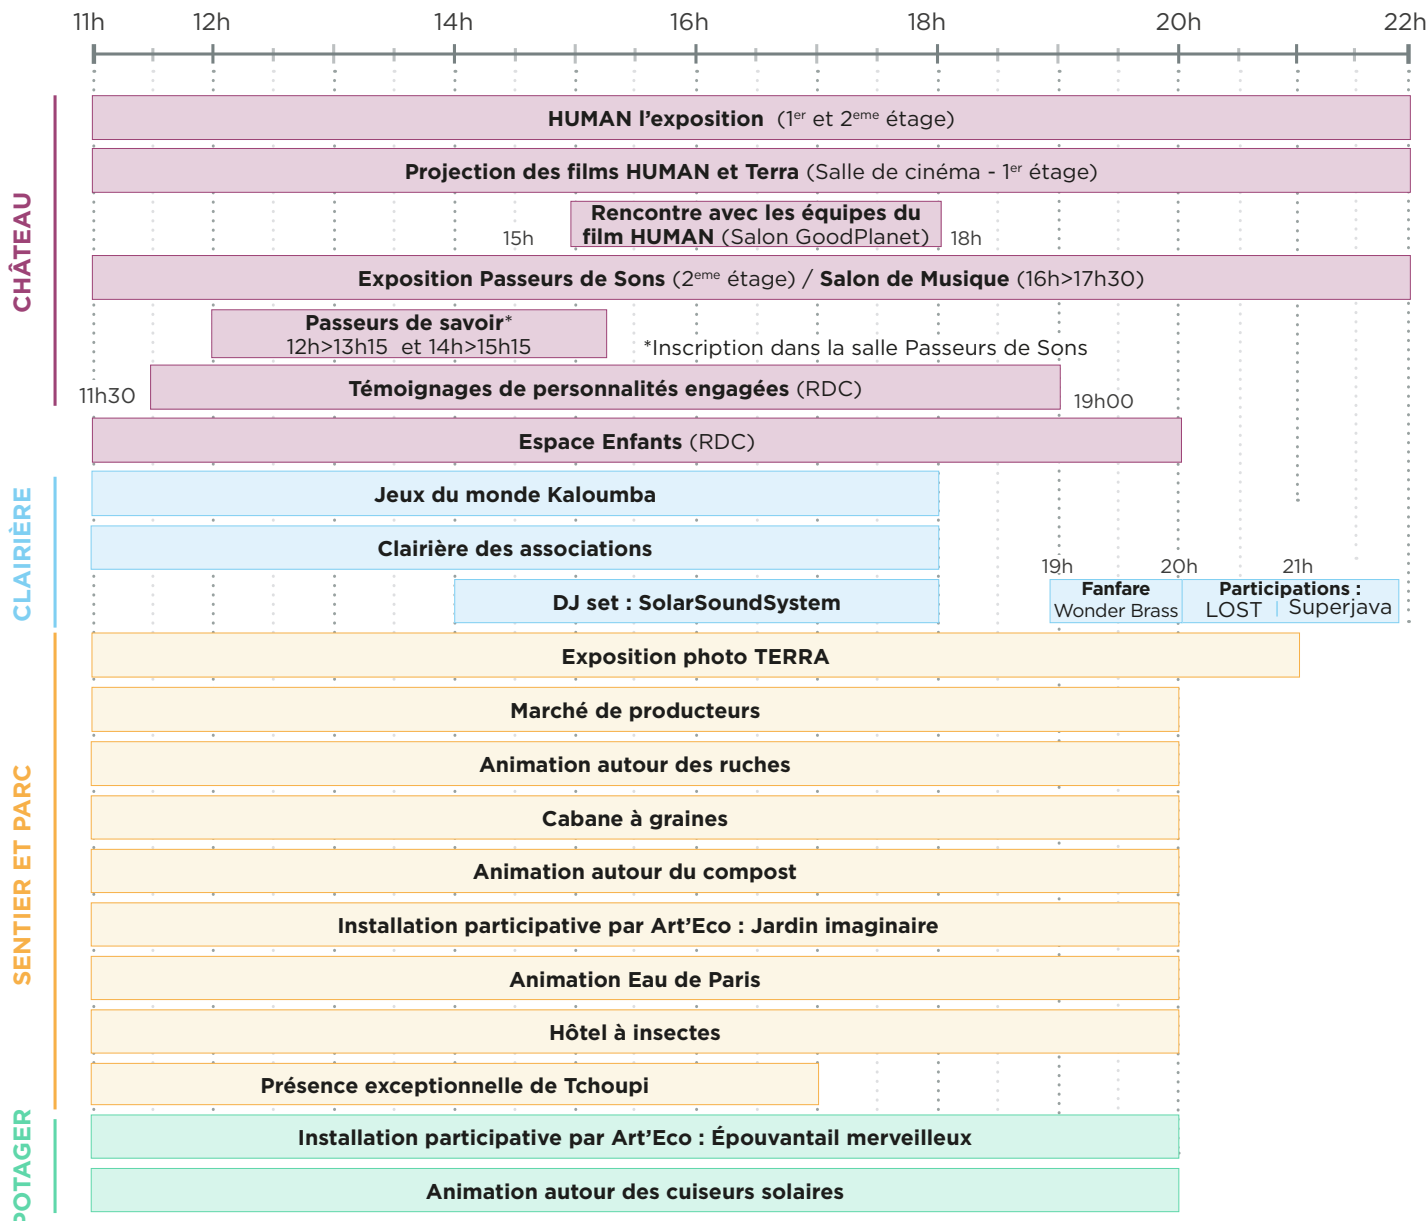 11h 12h 14h 16h 18h 20h 22h
CHÂTEAU
HUMAN l'exposition (1er et 2eme étage)
Projection des films HUMAN et Terra (Salle de cinéma - 1er étage)
Rencontre avec les équipes du
15h film HUMAN (Salon GoodPlanet) 18h
Exposition Passeurs de Sons (2eme étage) / Salon de Musique (16h>17h30)
Passeurs de savoir*
12h>13h15 et 14h>15h15 *Inscription dans la salle Passeurs de Sons
11h30 Témoignages de personnalités engagées (RDC) 19h00
Espace Enfants (RDC)
CLAIRIÈRE
Jeux du monde Kaloumba
Clairière des associations
19h 20h 21h
DJ set : SolarSoundSystem
Fanfare
Wonder Brass
Participations :
LOST | Superjava
SENTIER ET PARC
Exposition photo TERRA
Marché de producteurs
Animation autour des ruches
Cabane à graines
Animation autour du compost
Installation participative par Art'Eco : Jardin imaginaire
Animation Eau de Paris
Hôtel à insectes
Présence exceptionnelle de Tchoupi
POTAGER
Installation participative par Art'Eco : Épouvantail merveilleux
Animation autour des cuiseurs solaires